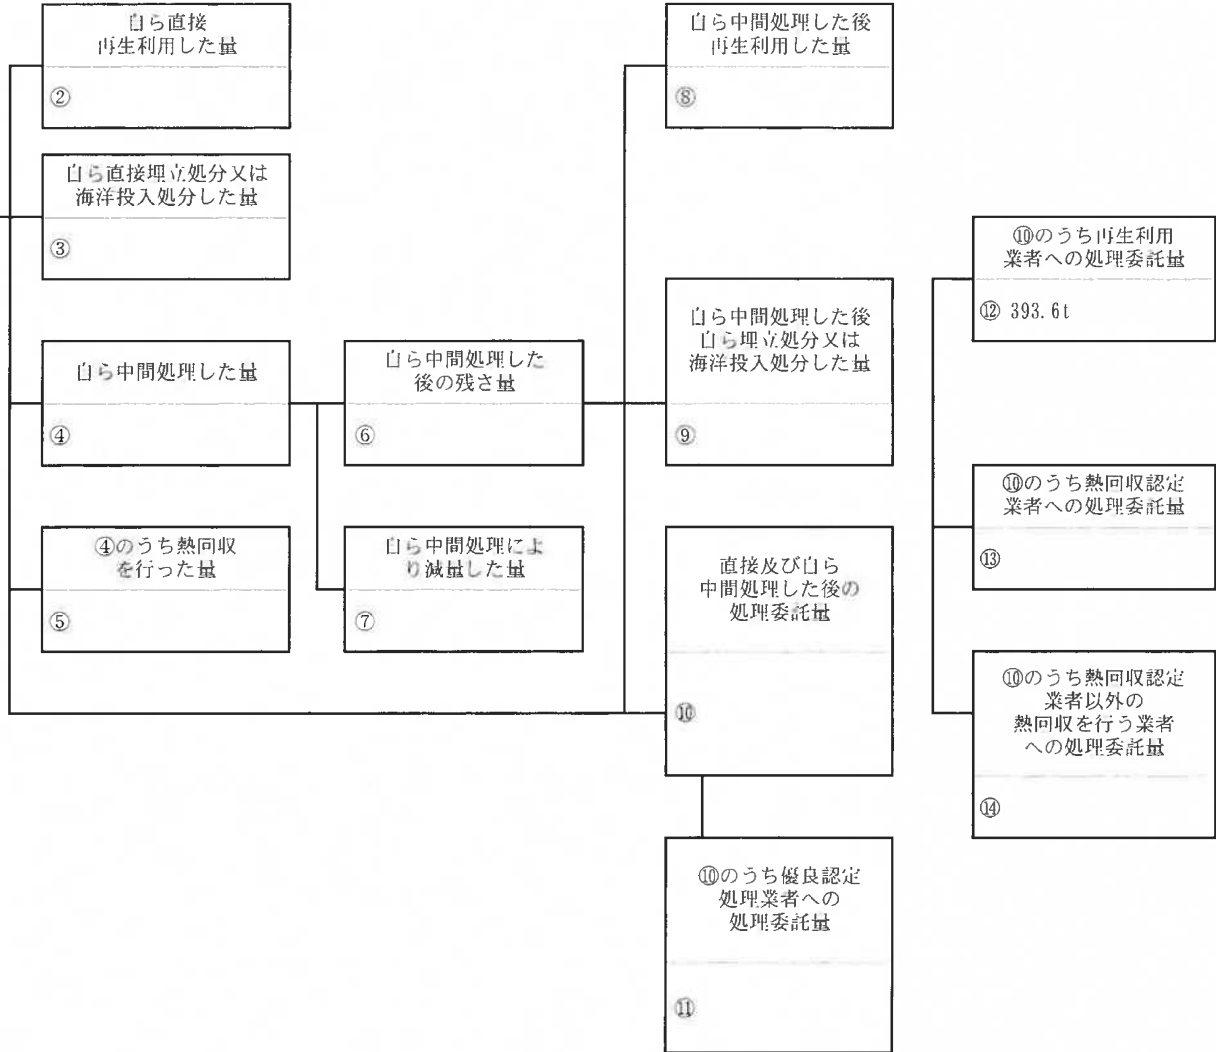 自ら直接
再生利用した量
②
自ら直接埋立処分又は
海洋投入処分した量
③
自ら中間処理した量
④
④のうち熱回収
を行った量
⑤
自ら中間処理した
後の残さ量
⑥
自ら中間処理によ
り減量した量
⑦
自ら中間処理した後
再生利用した量
⑧
自ら中間処理した後
自ら埋立処分又は
海洋投入処分した量
⑨
直接及び自ら
中間処理した後の
処理委託量
⑩
⑩のうち優良認定
処理業者への
処理委託量
⑪
⑩のうち再生利用
業者への処理委託量
⑫ 393.6t
⑩のうち熱回収認定
業者への処理委託量
⑬
⑩のうち熱回収認定
業者以外の
熱回収を行う業者
への処理委託量
⑭